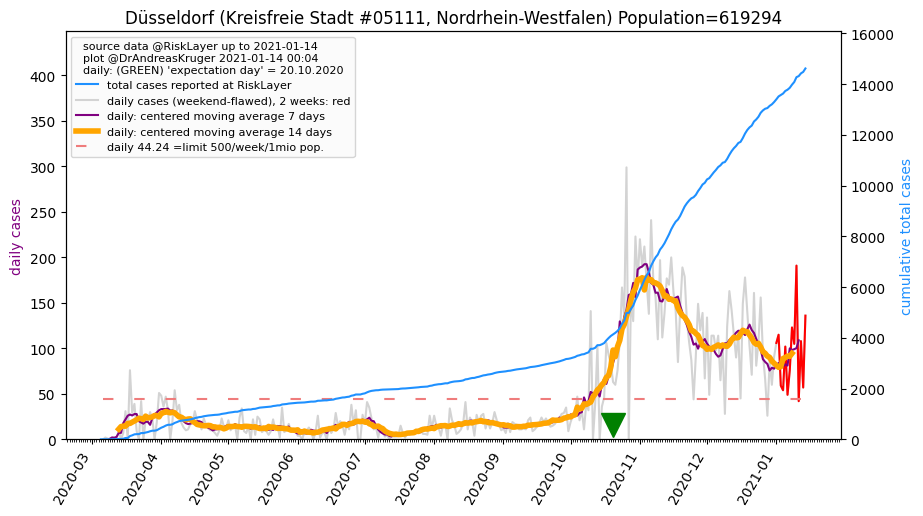 Düsseldorf (Kreisfreie Stadt #05111, Nordrhein-Westfalen) Population=619294
source data @RiskLayer up to 2021-01-14
plot @DrAndreasKruger 2021-01-14 00:04
daily: (GREEN) 'expectation day' = 20.10.2020
total cases reported at RiskLayer
daily cases (weekend-flawed), 2 weeks: red
daily: centered moving average 7 days
daily: centered moving average 14 days
daily 44.24 =limit 500/week/1mio pop.
daily cases
400
350
300
250
200
150
100
50
0
16000
14000
12000
10000
8000
6000
4000
2000
0
cumulative total cases
2020-03
2020-04
2020-05
2020-06
2020-07
2020-08
2020-09
2020-10
2020-11
2020-12
2021-01